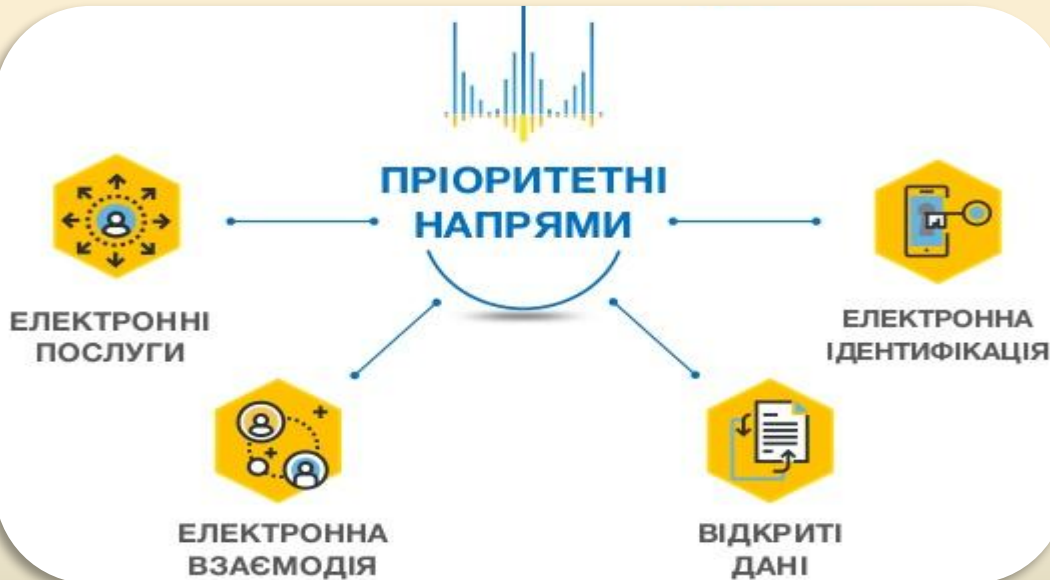 ПРІОРИТЕТНІ
НАПРЯМИ
ЕЛЕКТРОННІ
ПОСЛУГИ
ЕЛЕКТРОННА
ІДЕНТИФІКАЦІЯ
ЕЛЕКТРОННА
ВЗАЄМОДІЯ
ВІДКРИТІ
ДАНІ